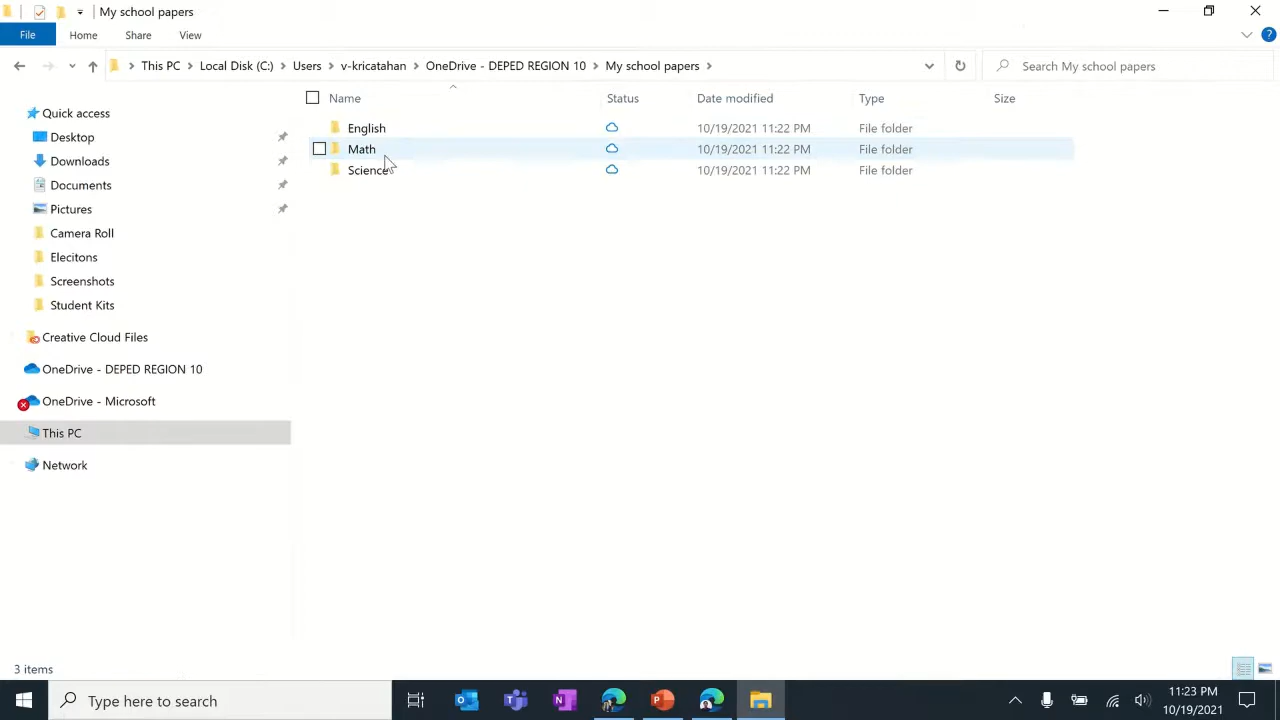 My school papers
File Home Share View
This PC Local Disk (C:) Users v-kricatahan OneDrive - DEPED REGION 10 My school papers Search My school papers
Name Status Date modified Type Size
Quick access
Desktop
Downloads
Documents
Pictures
Camera Roll
Elecitons
Screenshots
Student Kits
Creative Cloud Files
OneDrive - DEPED REGION 10
OneDrive - Microsoft
This PC
Network
English 10/19/2021 11:22 PM File folder
Math 10/19/2021 11:22 PM File folder
Science 10/19/2021 11:22 PM File folder
3 items
Type here to search
11:23 PM
10/19/2021